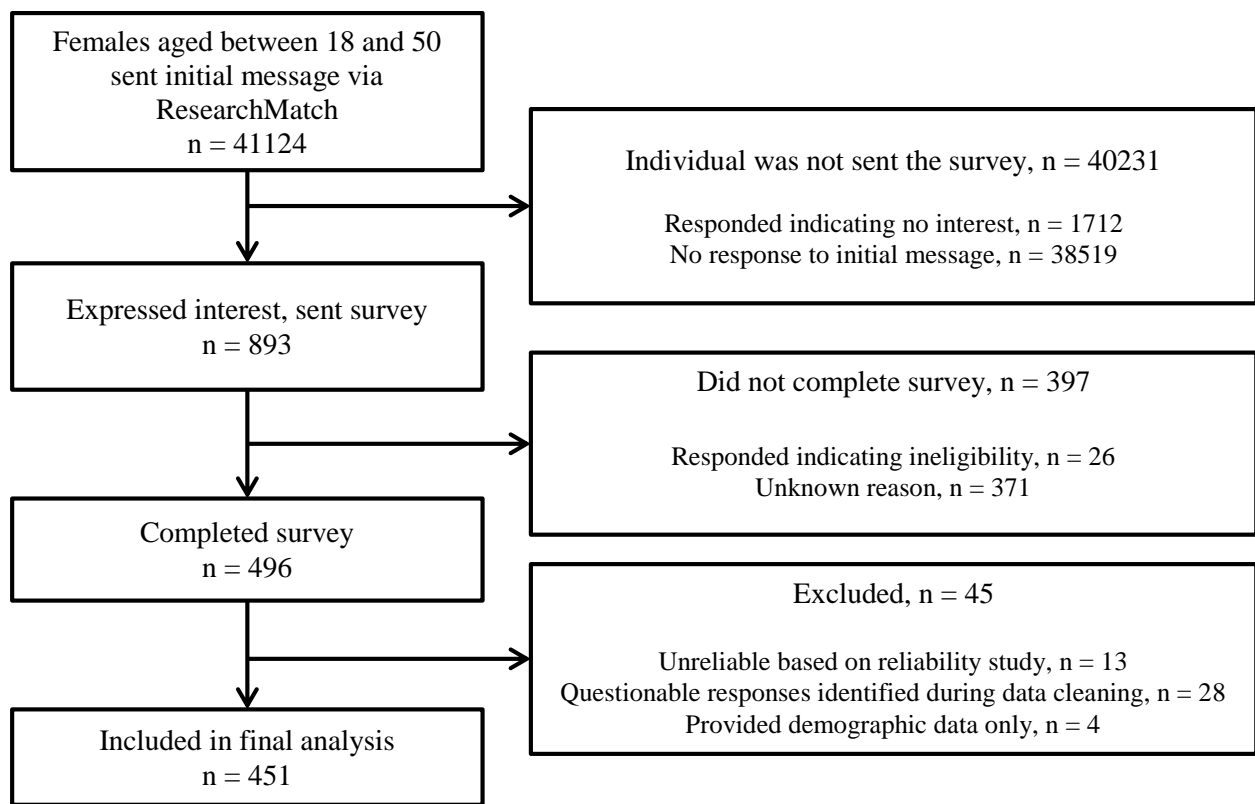 Females aged between 18 and 50
sent initial message via
ResearchMatch
n = 41124
Individual was not sent the survey, n = 40231
Responded indicating no interest, n = 1712
No response to initial message, n = 38519
Expressed interest, sent survey
n = 893
Did not complete survey, n = 397
Responded indicating ineligibility, n = 26
Unknown reason, n = 371
Completed survey
n = 496
Excluded, n = 45
Unreliable based on reliability study, n = 13
Questionable responses identified during data cleaning, n = 28
Provided demographic data only, n = 4
Included in final analysis
n = 451